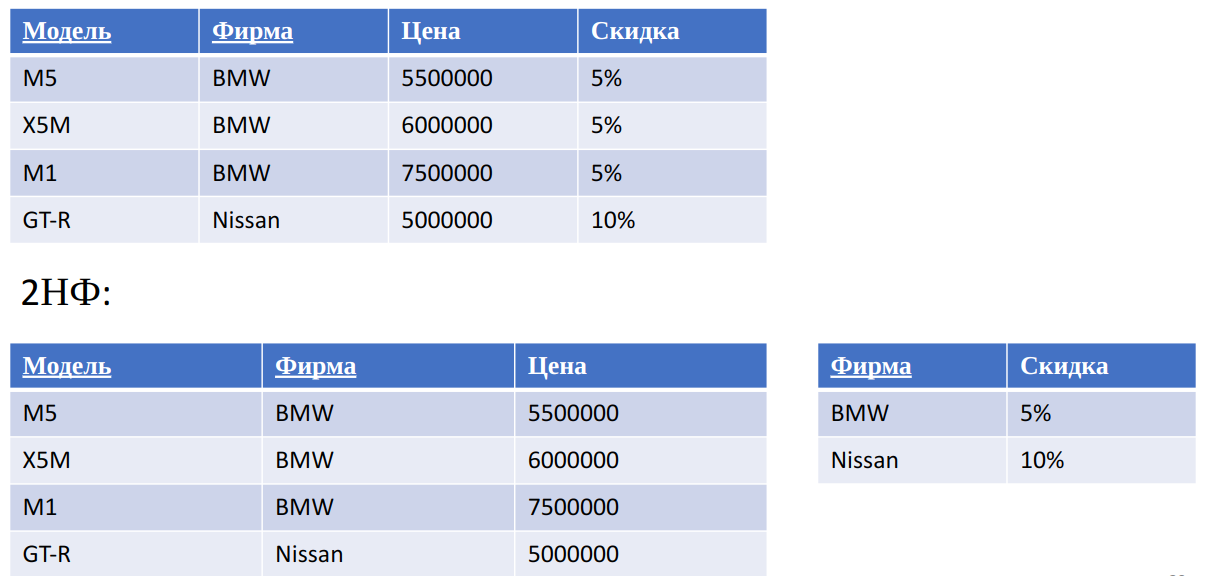 Модель Фирма Цена Скидка
M5 BMW 5500000 5%
X5M BMW 6000000 5%
M1 BMW 7500000 5%
GT-R Nissan 5000000 10%
2НФ:
Модель Фирма Цена
M5 BMW 5500000
X5M BMW 6000000
M1 BMW 7500000
GT-R Nissan 5000000
Фирма Скидка
BMW 5%
Nissan 10%